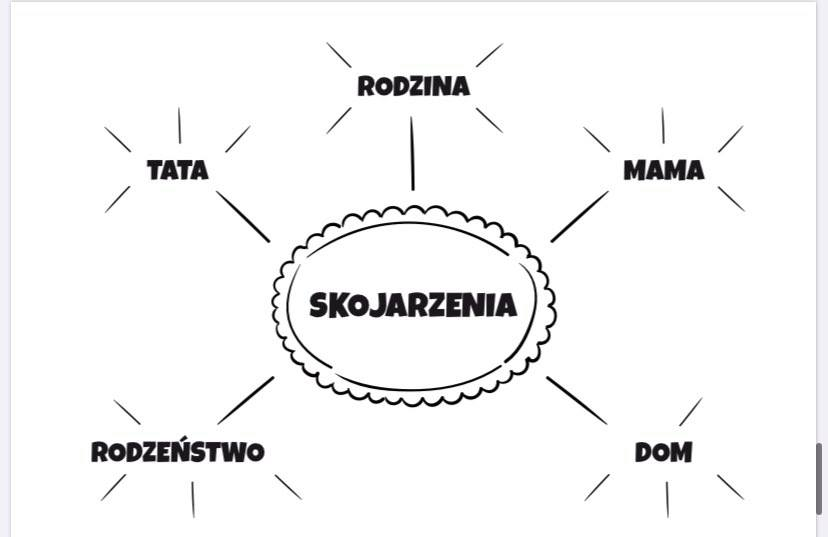 RODZINA
TATA
MAMA
SKOJARZENIA
RODZEŃSTWO
DOM